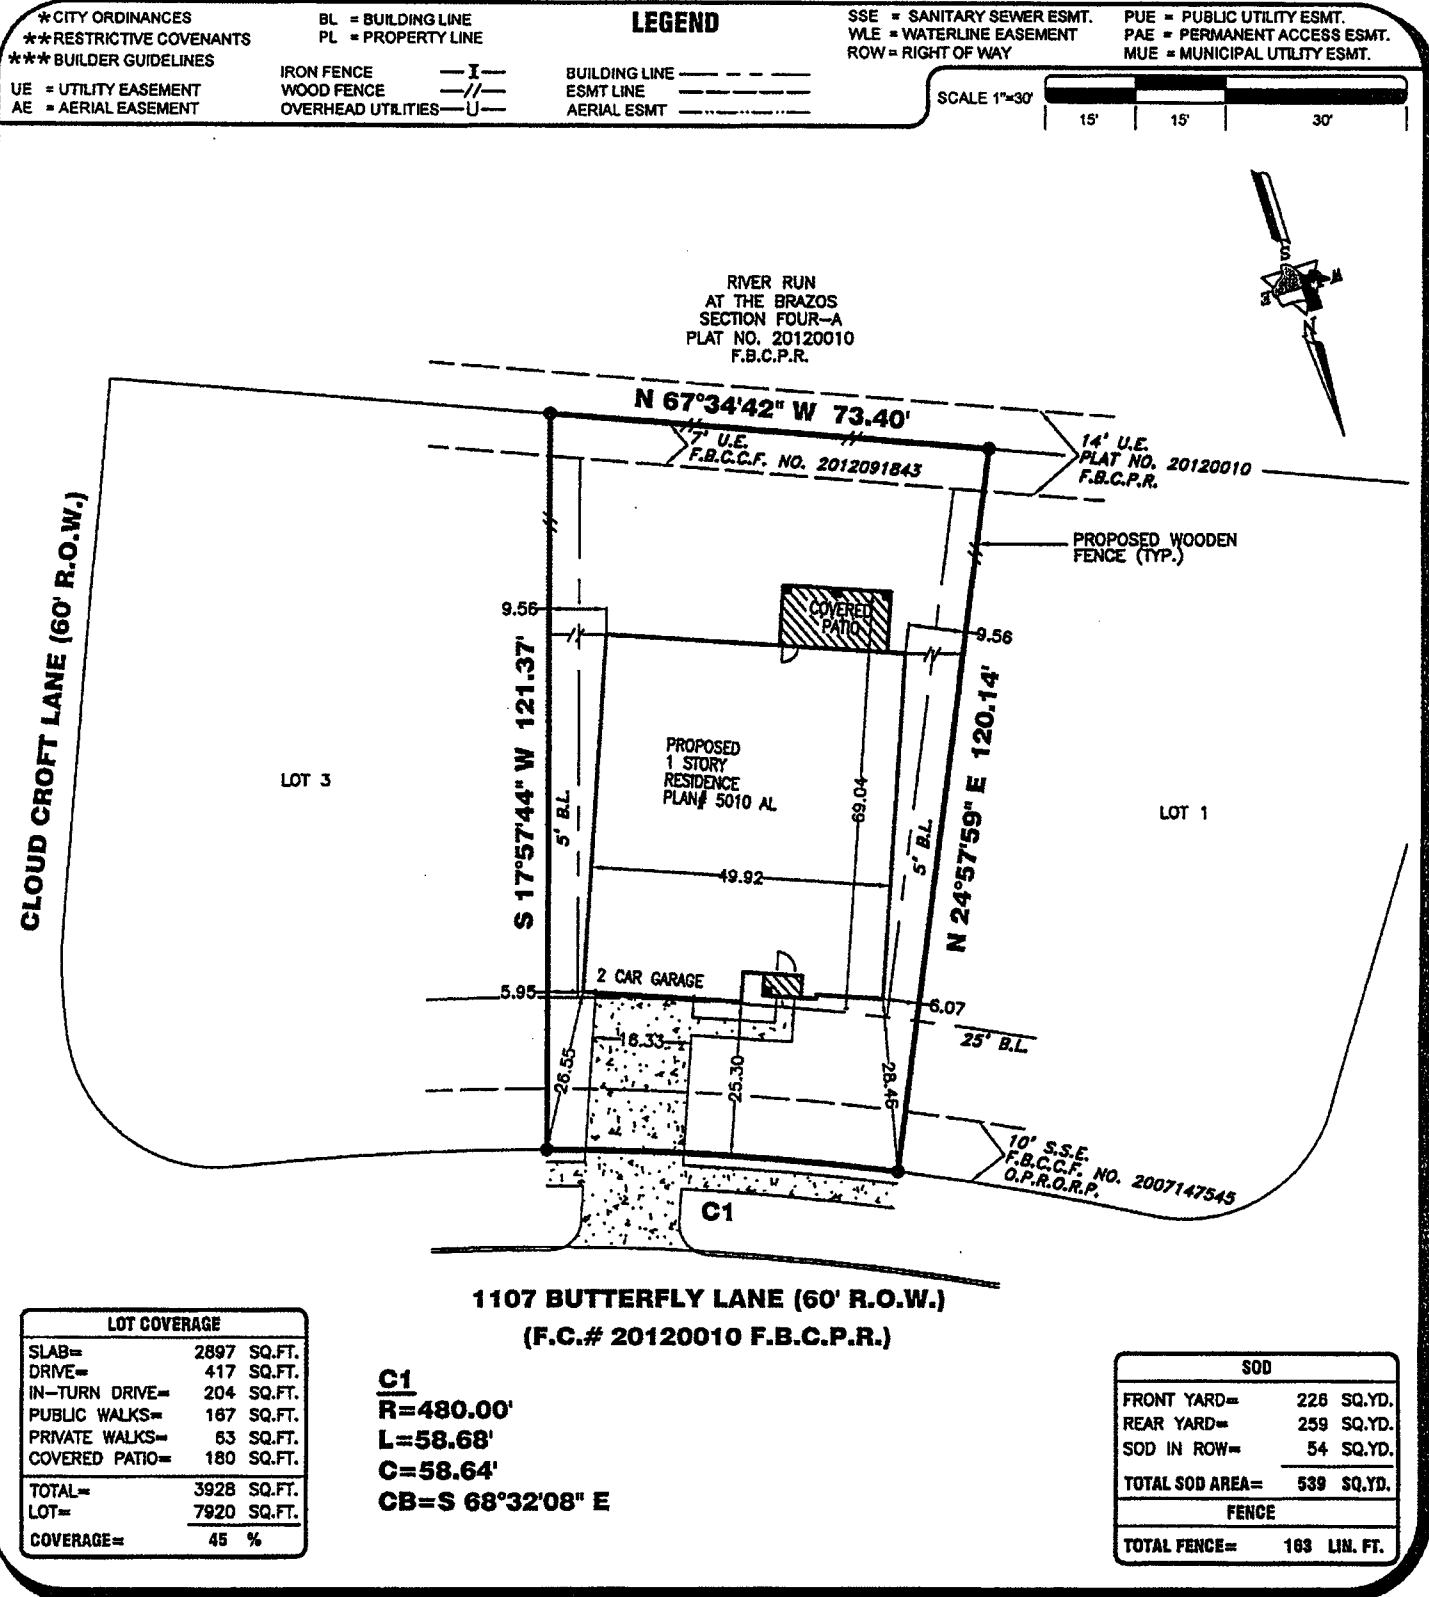 *CITY ORDINANCES
**RESTRICTIVE COVENANTS
***BUILDER GUIDELINES
UE = UTILITY EASEMENT
AE = AERIAL EASEMENT
BL = BUILDING LINE
PL = PROPERTY LINE
IRON FENCE —I—
WOOD FENCE —//—
OVERHEAD UTILITIES —U—
LEGEND
BUILDING LINE
ESMT LINE
AERIAL ESMT
SSE = SANITARY SEWER ESMT.
WLE = WATERLINE EASEMENT
ROW = RIGHT OF WAY
PUE = PUBLIC UTILITY ESMT.
PAE = PERMANENT ACCESS ESMT.
MUE = MUNICIPAL UTILITY ESMT.
SCALE 1"=30'
15' 15' 30'
S
W
E
N
RIVER RUN
AT THE BRAZOS
SECTION FOUR-A
PLAT NO. 20120010
F.B.C.P.R.
N 67°34'42" W 73.40'
7' U.E.
F.B.C.C.F. NO. 2012091843
14' U.E.
PLAT NO. 20120010
F.B.C.P.R.
PROPOSED WOODEN
FENCE (TYP.)
COVERED
PATIO
9.56
9.56
CLOUD CROFT LANE (60' R.O.W.)
S 17°57'44" W 121.37'
N 24°57'59" E 120.14'
LOT 3
5' B.L.
PROPOSED
1 STORY
RESIDENCE
PLAN# 5010 AL
69.04
5' B.L.
LOT 1
49.92
2 CAR GARAGE
5.95
6.07
25' B.L.
16.33
26.55
25.30
28.46
10' S.S.E.
F.B.C.C.F. NO. 2007147545
O.P.R.O.R.P.
C1
1107 BUTTERFLY LANE (60' R.O.W.)
(F.C.# 20120010 F.B.C.P.R.)
LOT COVERAGE
SLAB= 2897 SQ.FT.
DRIVE= 417 SQ.FT.
IN-TURN DRIVE= 204 SQ.FT.
PUBLIC WALKS= 167 SQ.FT.
PRIVATE WALKS= 63 SQ.FT.
COVERED PATIO= 180 SQ.FT.
TOTAL= 3928 SQ.FT.
LOT= 7920 SQ.FT.
COVERAGE= 45 %
C1
R=480.00'
L=58.68'
C=58.64'
CB=S 68°32'08" E
SOD
FRONT YARD= 226 SQ.YD.
REAR YARD= 259 SQ.YD.
SOD IN ROW= 54 SQ.YD.
TOTAL SOD AREA= 539 SQ.YD.
FENCE
TOTAL FENCE= 163 LIN. FT.